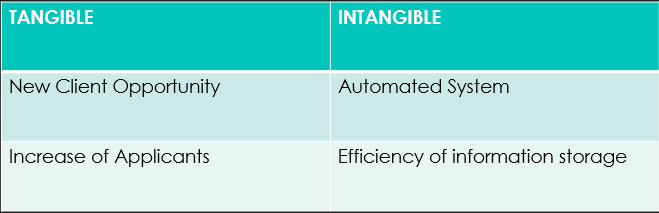 TANGIBLE
INTANGIBLE
New Client Opportunity
Automated System
Increase of Applicants
Efficiency of information storage